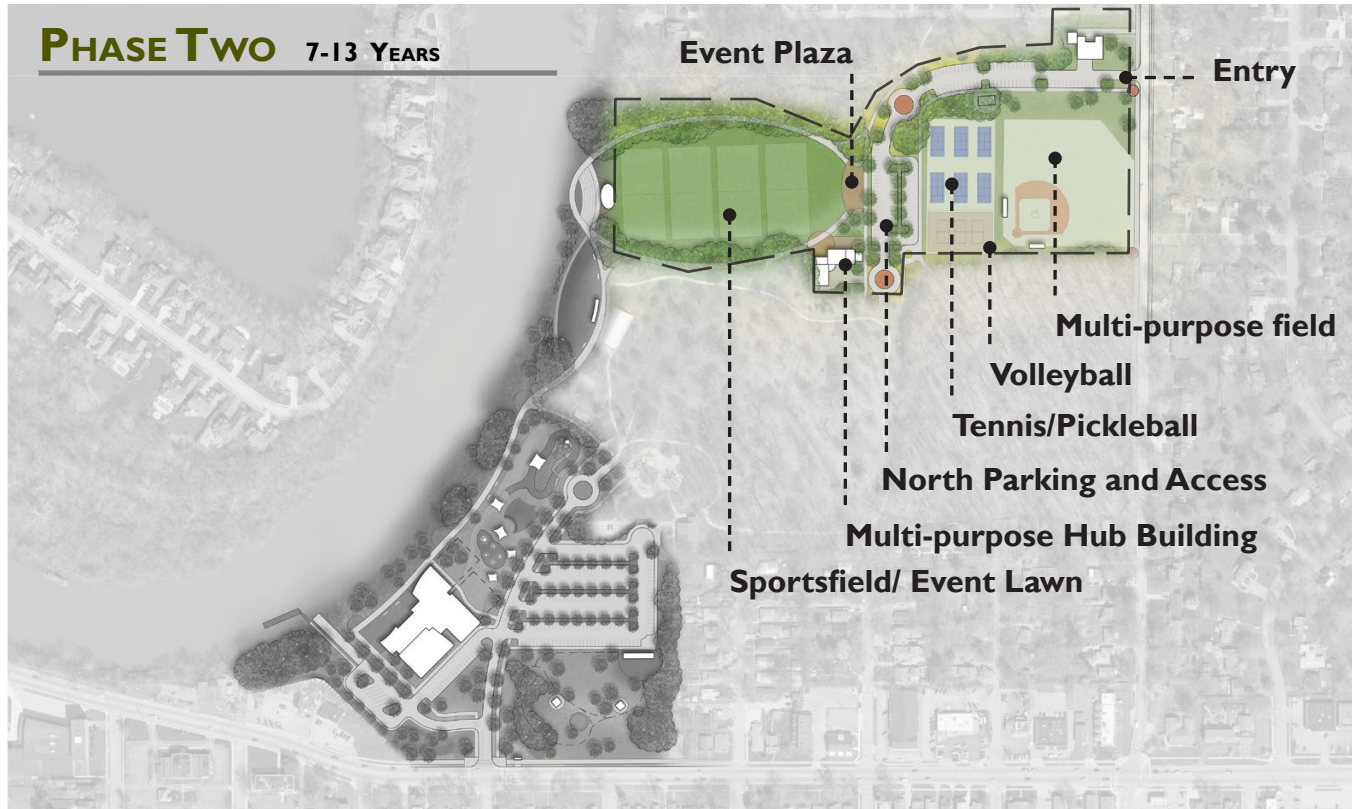 PHASE TWO 7-13 YEARS
Event Plaza
Entry
Multi-purpose field
Volleyball
Tennis/Pickleball
North Parking and Access
Multi-purpose Hub Building
Sportsfield/ Event Lawn